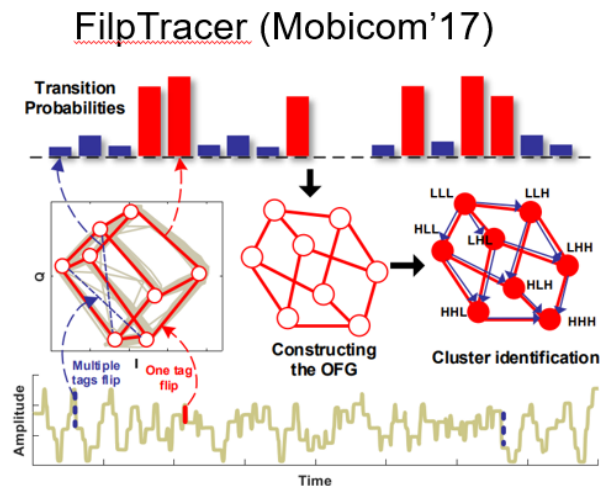 FilpTracer (Mobicom'17)
Transition
Probabilities
LLL
LLH
HLL
LHL
LHH
HLH
HHL
HHH
Q
I
Multiple
tags flip
One tag
flip
Constructing
the OFG
Cluster identification
Amplitude
Time